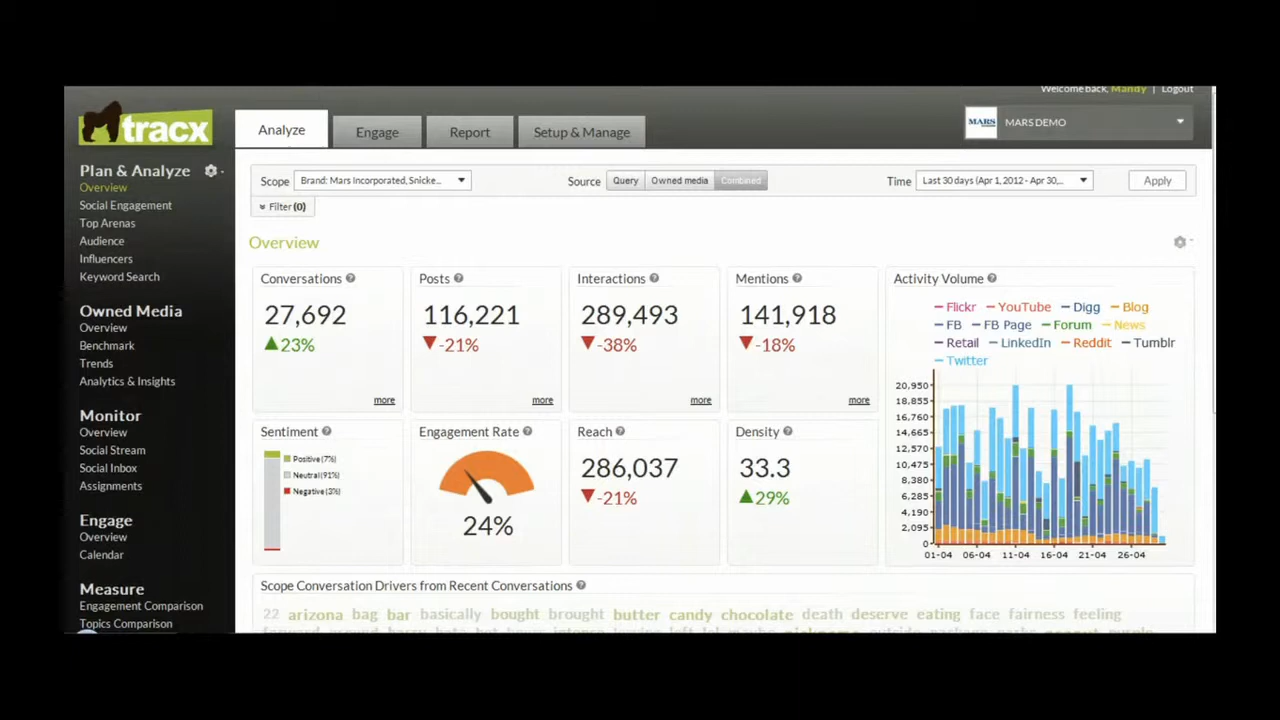 Welcome back, Mandy | Logout
tracx
Analyze
Engage
Report
Setup & Manage
MARS
MARS DEMO
Plan & Analyze
Overview
Social Engagement
Top Arenas
Audience
Influencers
Keyword Search
Owned Media
Overview
Benchmark
Trends
Analytics & Insights
Monitor
Overview
Social Stream
Social Inbox
Assignments
Engage
Overview
Calendar
Measure
Engagement Comparison
Topics Comparison
Scope Brand: Mars Incorporated, Snicke...
Source Query Owned media Combined
Time Last 30 days (Apr 1, 2012 - Apr 30,...
Apply
Filter (0)
Overview
Conversations
27,692
23%
more
Posts
116,221
-21%
more
Interactions
289,493
-38%
more
Mentions
141,918
-18%
more
Activity Volume
Flickr YouTube Digg Blog
FB FB Page Forum News
Retail LinkedIn Reddit Tumblr
Twitter
20,950
18,855
16,760
14,665
12,570
10,475
8,380
6,285
4,190
2,095
0
01-04 06-04 11-04 16-04 21-04 26-04
Sentiment
Positive (7%)
Neutral (91%)
Negative (3%)
Engagement Rate
24%
Reach
286,037
-21%
Density
33.3
29%
Scope Conversation Drivers from Recent Conversations
22 arizona bag bar basically bought brought butter candy chocolate death deserve eating face fairness feeling